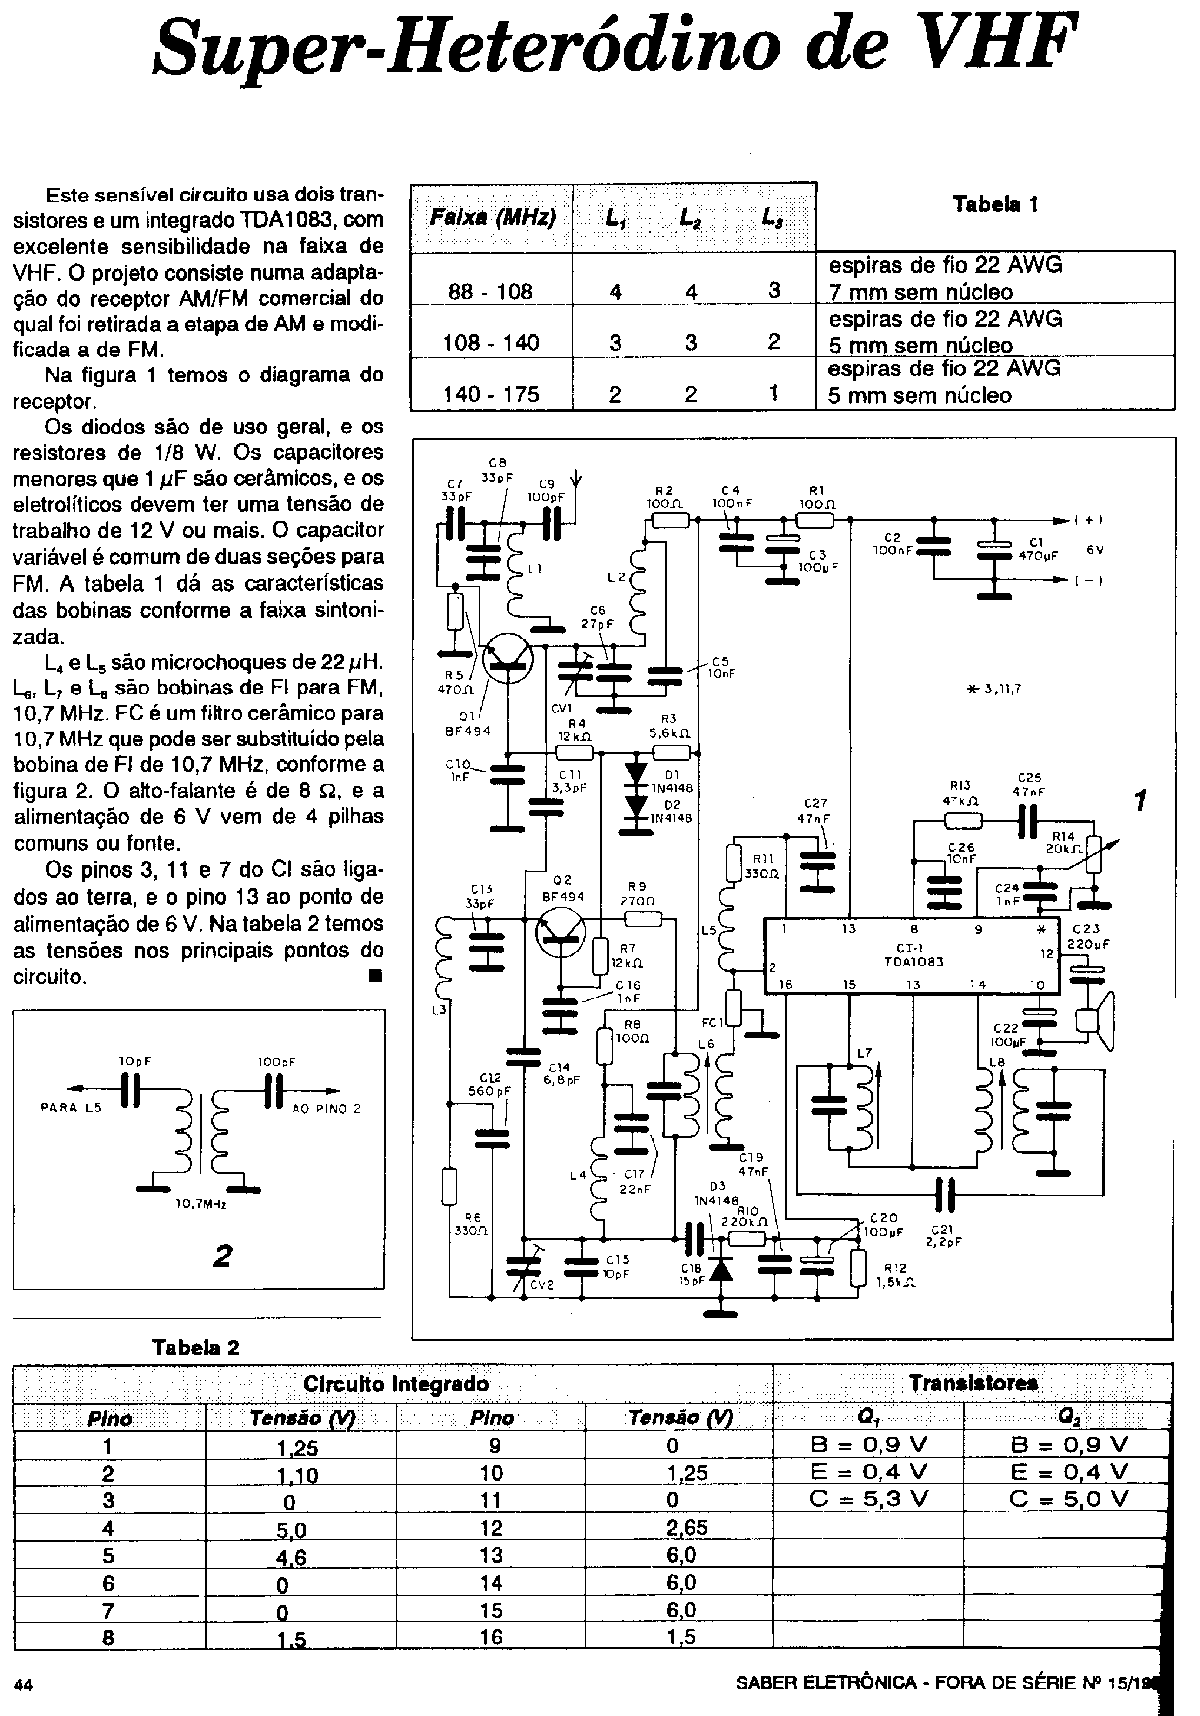 Super-Heteródino de VHF
Este sensível circuito usa dois tran-
sistores e um integrado TDA1083, com
excelente sensibilidade na faixa de
VHF. O projeto consiste numa adapta-
ção do receptor AM/FM comercial do
qual foi retirada a etapa de AM e modi-
ficada a de FM.
Na figura 1 temos o diagrama do
receptor.
Os diodos são de uso geral, e os
resistores de 1/8 W. Os capacitores
menores que 1 µF são cerâmicos, e os
eletrolíticos devem ter uma tensão de
trabalho de 12 V ou mais. O capacitor
variável é comum de duas seções para
FM. A tabela 1 dá as características
das bobinas conforme a faixa sintoni-
zada.
L4 e L5 são microchoques de 22 µH.
L6, L7 e L8 são bobinas de FI para FM,
10,7 MHz. FC é um filtro cerâmico para
10,7 MHz que pode ser substituído pela
bobina de FI de 10,7 MHz, conforme a
figura 2. O alto-falante é de 8 Ω, e a
alimentação de 6 V vem de 4 pilhas
comuns ou fonte.
Os pinos 3, 11 e 7 do CI são liga-
dos ao terra, e o pino 13 ao ponto de
alimentação de 6 V. Na tabela 2 temos
as tensões nos principais pontos do
circuito. ■
Faixa (MHz) L1 L2 L3 Tabela 1
88 - 108 4 4 3 espiras de fio 22 AWG
7 mm sem núcleo
108 - 140 3 3 2 espiras de fio 22 AWG
5 mm sem núcleo
140 - 175 2 2 1 espiras de fio 22 AWG
5 mm sem núcleo
C7
33pF
C8
33pF
C9
100pF
L1
R2
100Ω
C4
100nF
R1
100Ω
C3
100µF
C2
100nF
C1
470µF
(+)
6V
(-)
L2
C6
27pF
C5
10nF
R5
470Ω
Q1
BF494
CV1
R4
12kΩ
R3
5,6kΩ
* 3,11,7
C10
1nF
C11
3,3pF
D1
1N4148
D2
1N4148
C27
47nF
R13
47kΩ
C25
47nF
R14
20kΩ
1
R11
330Ω
C26
10nF
C24
1nF
C13
33pF
Q2
BF494
R9
270Ω
L5
1 13 8 9 *
CI-1
TDA1083
12
2
16 15 13 14 10
C23
220µF
R7
12kΩ
L3
C16
1nF
R8
100Ω
FC1
L6
C22
100µF
L7
L8
C12
560pF
C14
6,8pF
L4
C17
22nF
C19
47nF
D3
1N4148
R10
220kΩ
C20
100µF
C21
2,2pF
R6
330Ω
CV2
C15
10pF
C18
15pF
R12
1,5kΩ
10pF
100pF
PARA L5
AO PINO 2
10,7MHz
2
Tabela 2
Circuito Integrado Transistores
Pino Tensão (V) Pino Tensão (V) Q1 Q2
1 1,25 9 0 B = 0,9 V B = 0,9 V
2 1,10 10 1,25 E = 0,4 V E = 0,4 V
3 0 11 0 C = 5,3 V C = 5,0 V
4 5,0 12 2,65
5 4,6 13 6,0
6 0 14 6,0
7 0 15 6,0
8 1,5 16 1,5
44
SABER ELETRÔNICA - FORA DE SÉRIE Nº 15/